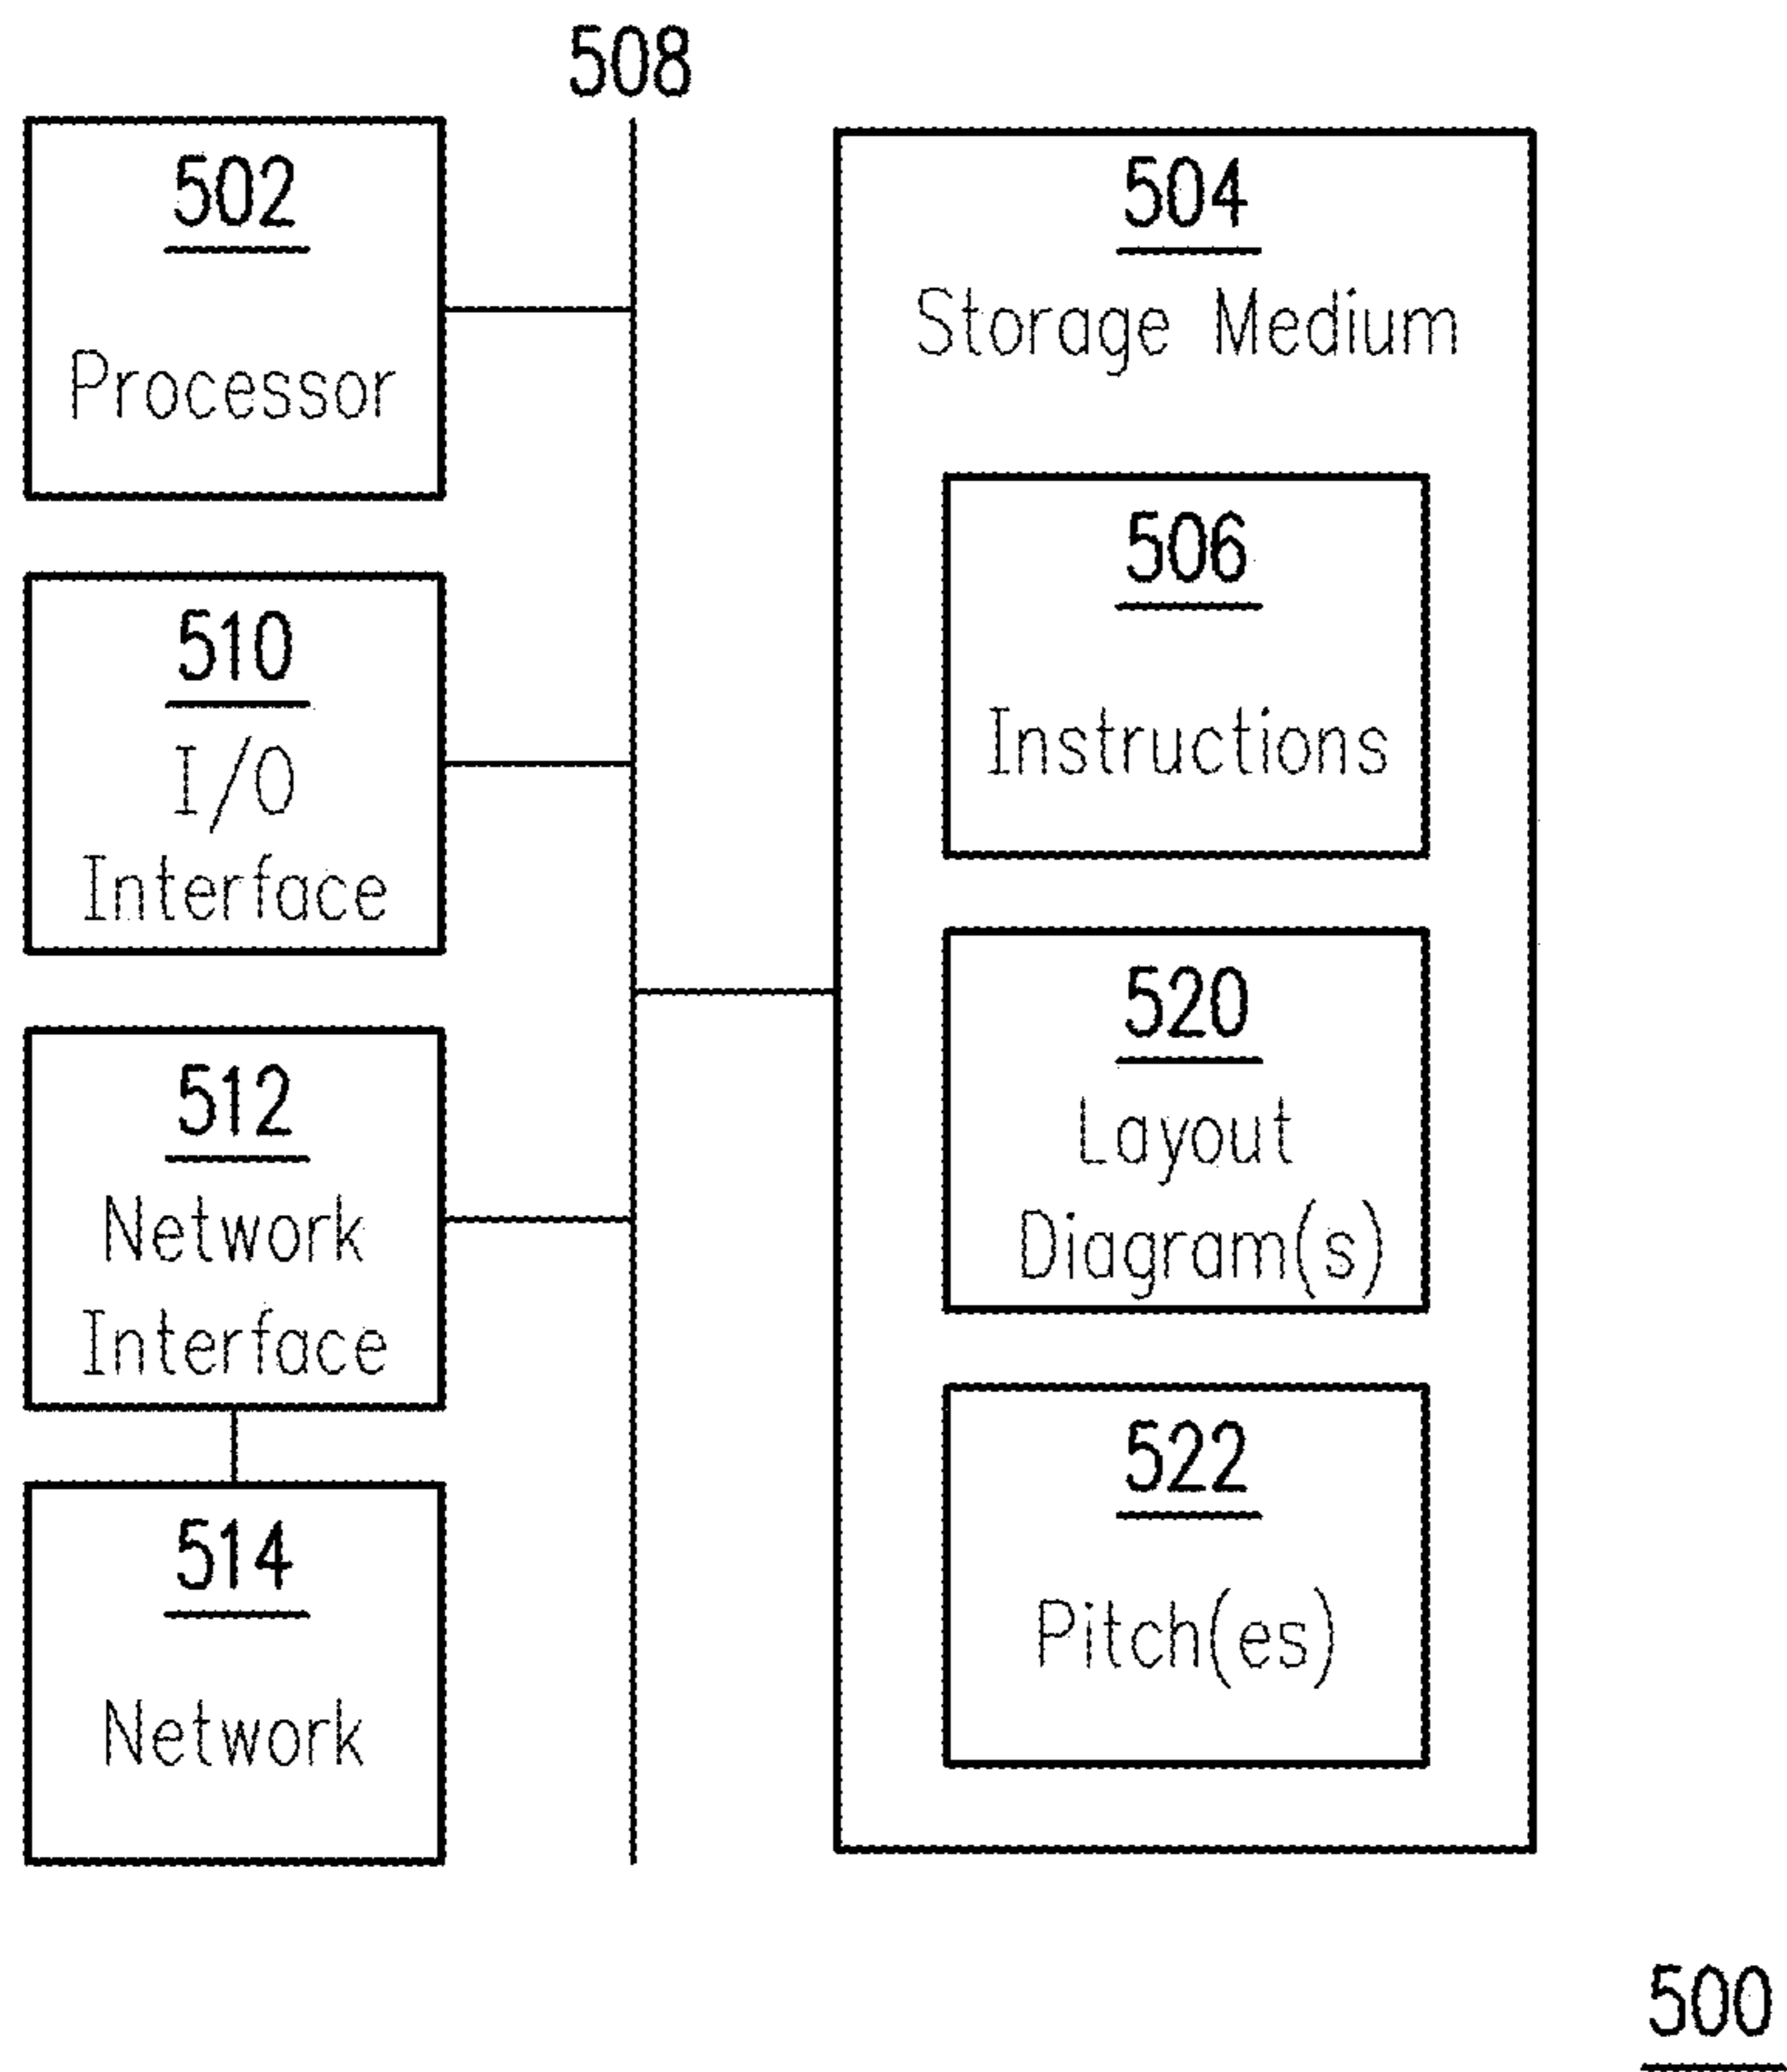 508
502
Processor
510
I/O
Interface
512
Network
Interface
514
Network
504
Storage Medium
506
Instructions
520
Layout
Diagram(s)
522
Pitch(es)
500